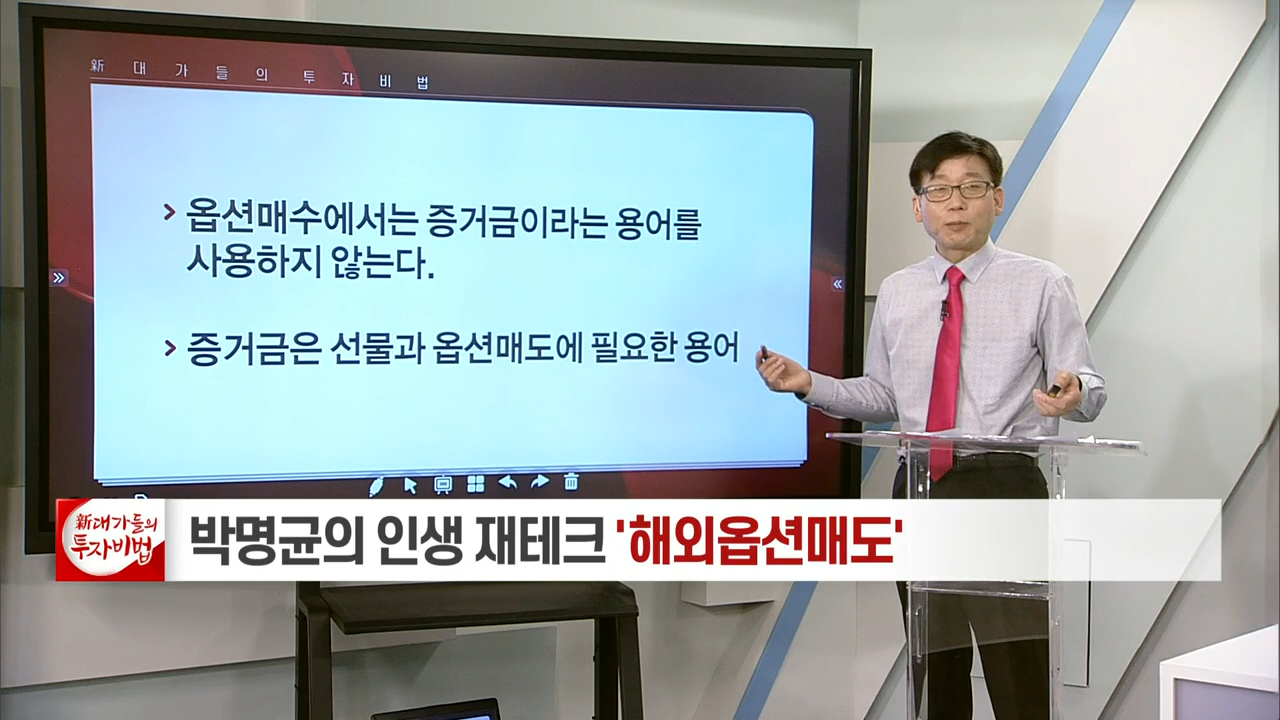 新 대 가 들 의 투 자 비 법
› 옵션매수에서는 증거금이라는 용어를
사용하지 않는다.
› 증거금은 선물과 옵션매도에 필요한 용어
»
«
新대가들의
투자비법
박명균의 인생 재테크 '해외옵션매도'